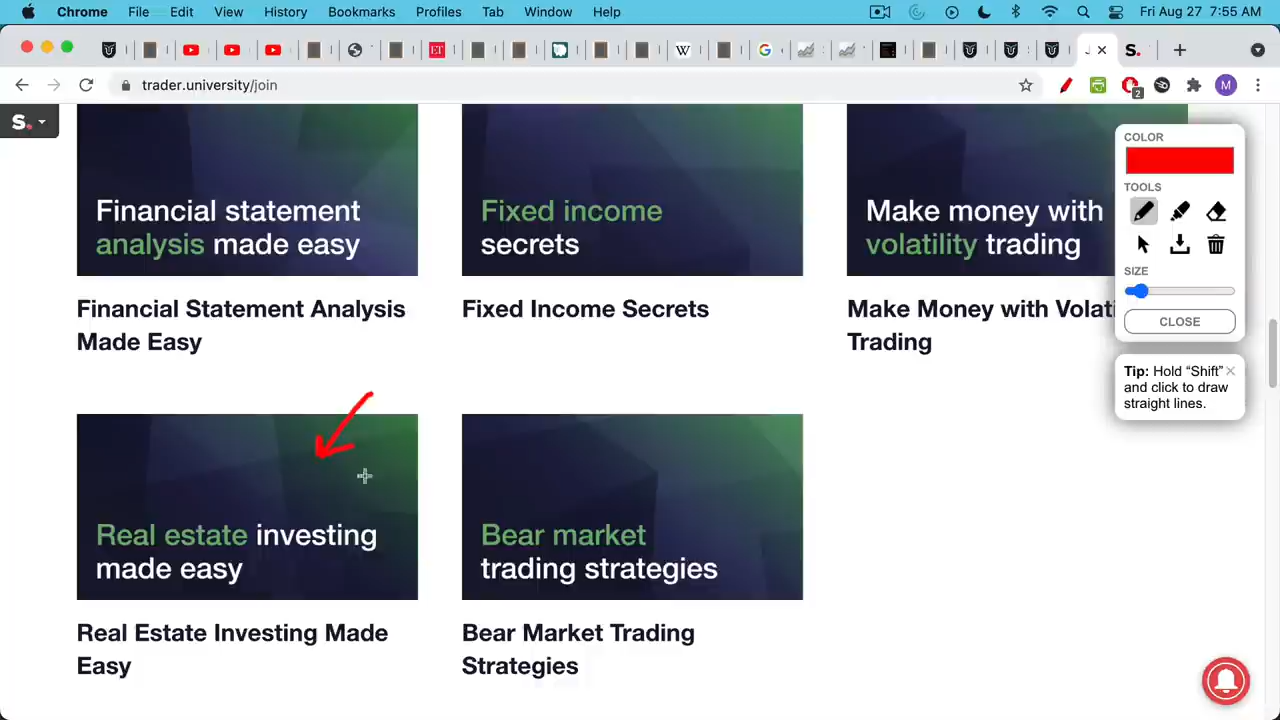 Chrome File Edit View History Bookmarks Profiles Tab Window Help Fri Aug 27 7:55 AM
ET W G S.
trader.university/join 2 M
S.
COLOR
TOOLS
SIZE
CLOSE
Tip: Hold “Shift” ×
and click to draw
straight lines.
Financial statement
analysis made easy
Fixed income
secrets
Make money with
volatility trading
Financial Statement Analysis
Made Easy
Fixed Income Secrets
Make Money with Volati
Trading
Real estate investing
made easy
Bear market
trading strategies
Real Estate Investing Made
Easy
Bear Market Trading
Strategies